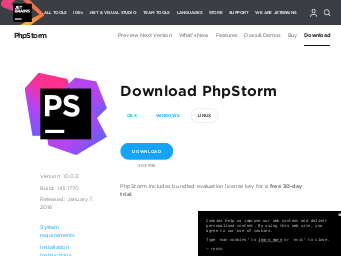 JET
BRAINS
ALL TOOLS IDEs .NET & VISUAL STUDIO TEAM TOOLS LANGUAGES STORE SUPPORT WE ARE JETBRAINS
PhpStorm
Preview Next Version What's New Features Docs & Demos Buy Download
PS
Download PhpStorm
OS X WINDOWS LINUX
DOWNLOAD
203 MB
Version: 10.0.3
Build: 143.1770
Released: January 7,
2016
PhpStorm includes bundled evaluation license key for a free 30-day
trial.
System
requirements
Installation
Instructions
Cookies help us improve our web content and deliver
personalized content. By using this web site, you
agree to our use of cookies.
Type 'man cookies' to learn more or 'exit' to close.